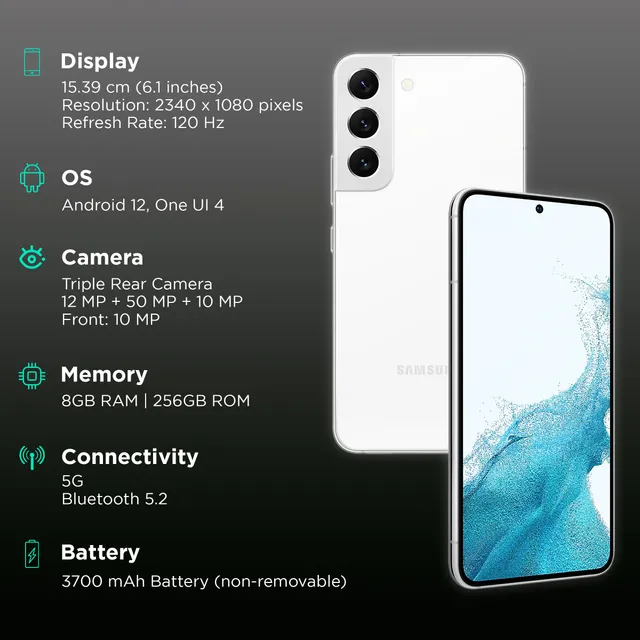 Display
15.39 cm (6.1 inches)
Resolution: 2340 x 1080 pixels
Refresh Rate: 120 Hz
OS
Android 12, One UI 4
Camera
Triple Rear Camera
12 MP + 50 MP + 10 MP
Front: 10 MP
Memory
8GB RAM | 256GB ROM
Connectivity
5G
Bluetooth 5.2
Battery
3700 mAh Battery (non-removable)
SAMSU